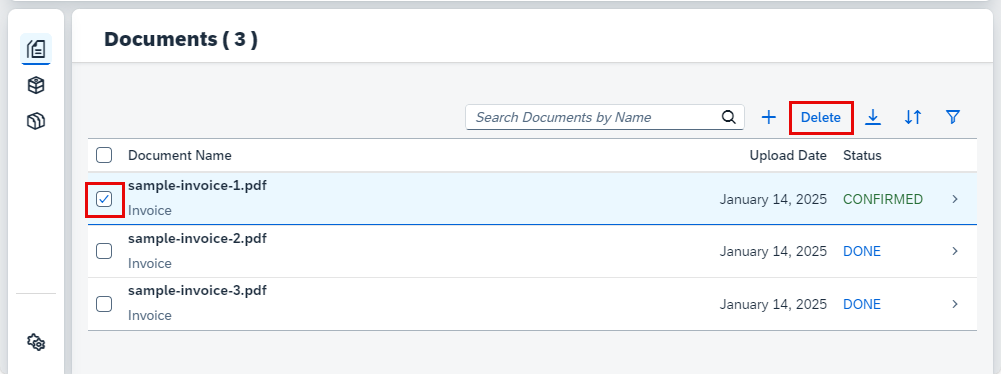 Documents ( 3 )
Search Documents by Name
Delete
Document Name Upload Date Status
sample-invoice-1.pdf
Invoice
January 14, 2025 CONFIRMED
sample-invoice-2.pdf
Invoice
January 14, 2025 DONE
sample-invoice-3.pdf
Invoice
January 14, 2025 DONE